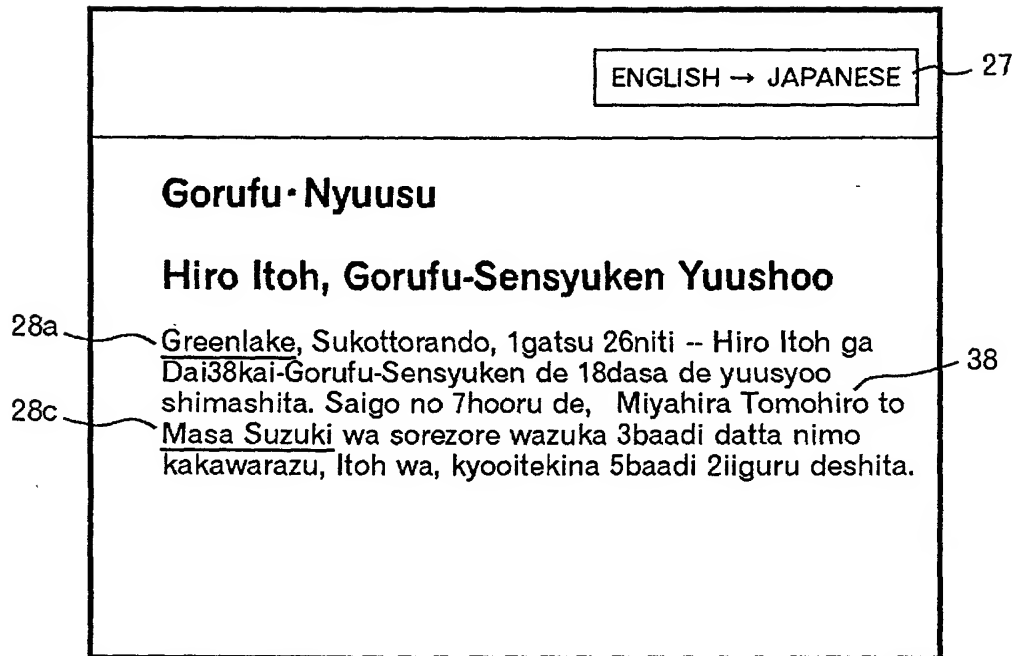 ENGLISH → JAPANESE
27
Gorufu・Nyuusu
Hiro Itoh, Gorufu-Sensyuken Yuushoo
28a
Greenlake, Sukottorando, 1gatsu 26niti -- Hiro Itoh ga
Dai38kai-Gorufu-Sensyuken de 18dasa de yuusyoo
38
shimashita. Saigo no 7hooru de, Miyahira Tomohiro to
28c
Masa Suzuki wa sorezore wazuka 3baadi datta nimo
kakawarazu, Itoh wa, kyooitekina 5baadi 2iiguru deshita.